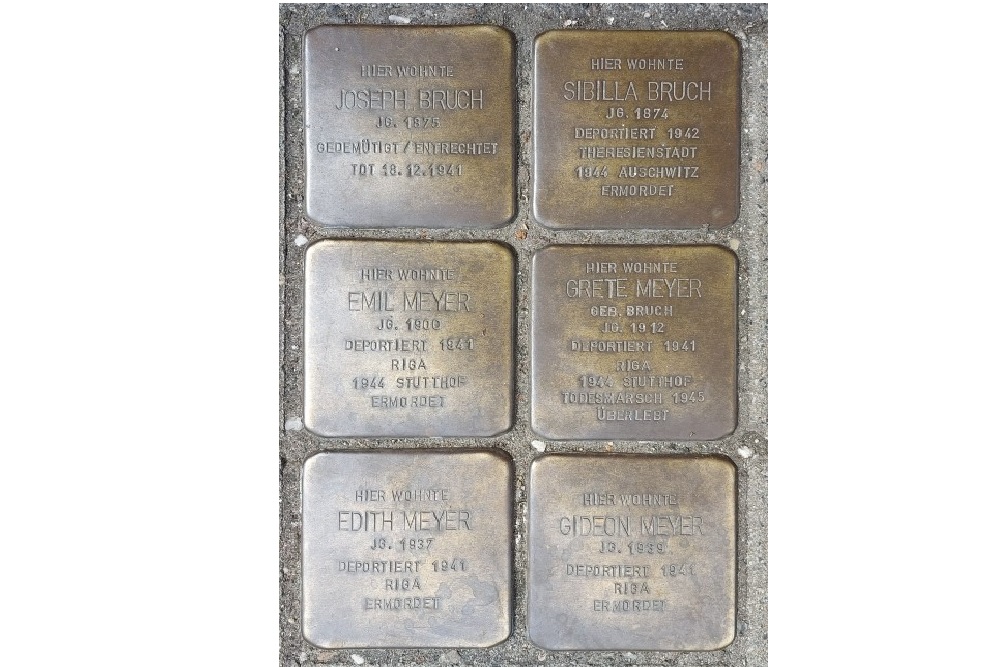 HIER WOHNTE
JOSEPH BRUCH
JG. 1875
GEDEMÜTIGT / ENTRECHTET
TOT 18.12.1941
HIER WOHNTE
SIBILLA BRUCH
JG. 1874
DEPORTIERT 1942
THERESIENSTADT
1944 AUSCHWITZ
ERMORDET
HIER WOHNTE
EMIL MEYER
JG. 1900
DEPORTIERT 1941
RIGA
1944 STUTTHOF
ERMORDET
HIER WOHNTE
GRETE MEYER
GEB. BRUCH
JG. 1912
DEPORTIERT 1941
RIGA
1944 STUTTHOF
TODESMARSCH 1945
ÜBERLEBT
HIER WOHNTE
EDITH MEYER
JG. 1937
DEPORTIERT 1941
RIGA
ERMORDET
HIER WOHNTE
GIDEON MEYER
JG. 1939
DEPORTIERT 1941
RIGA
ERMORDET